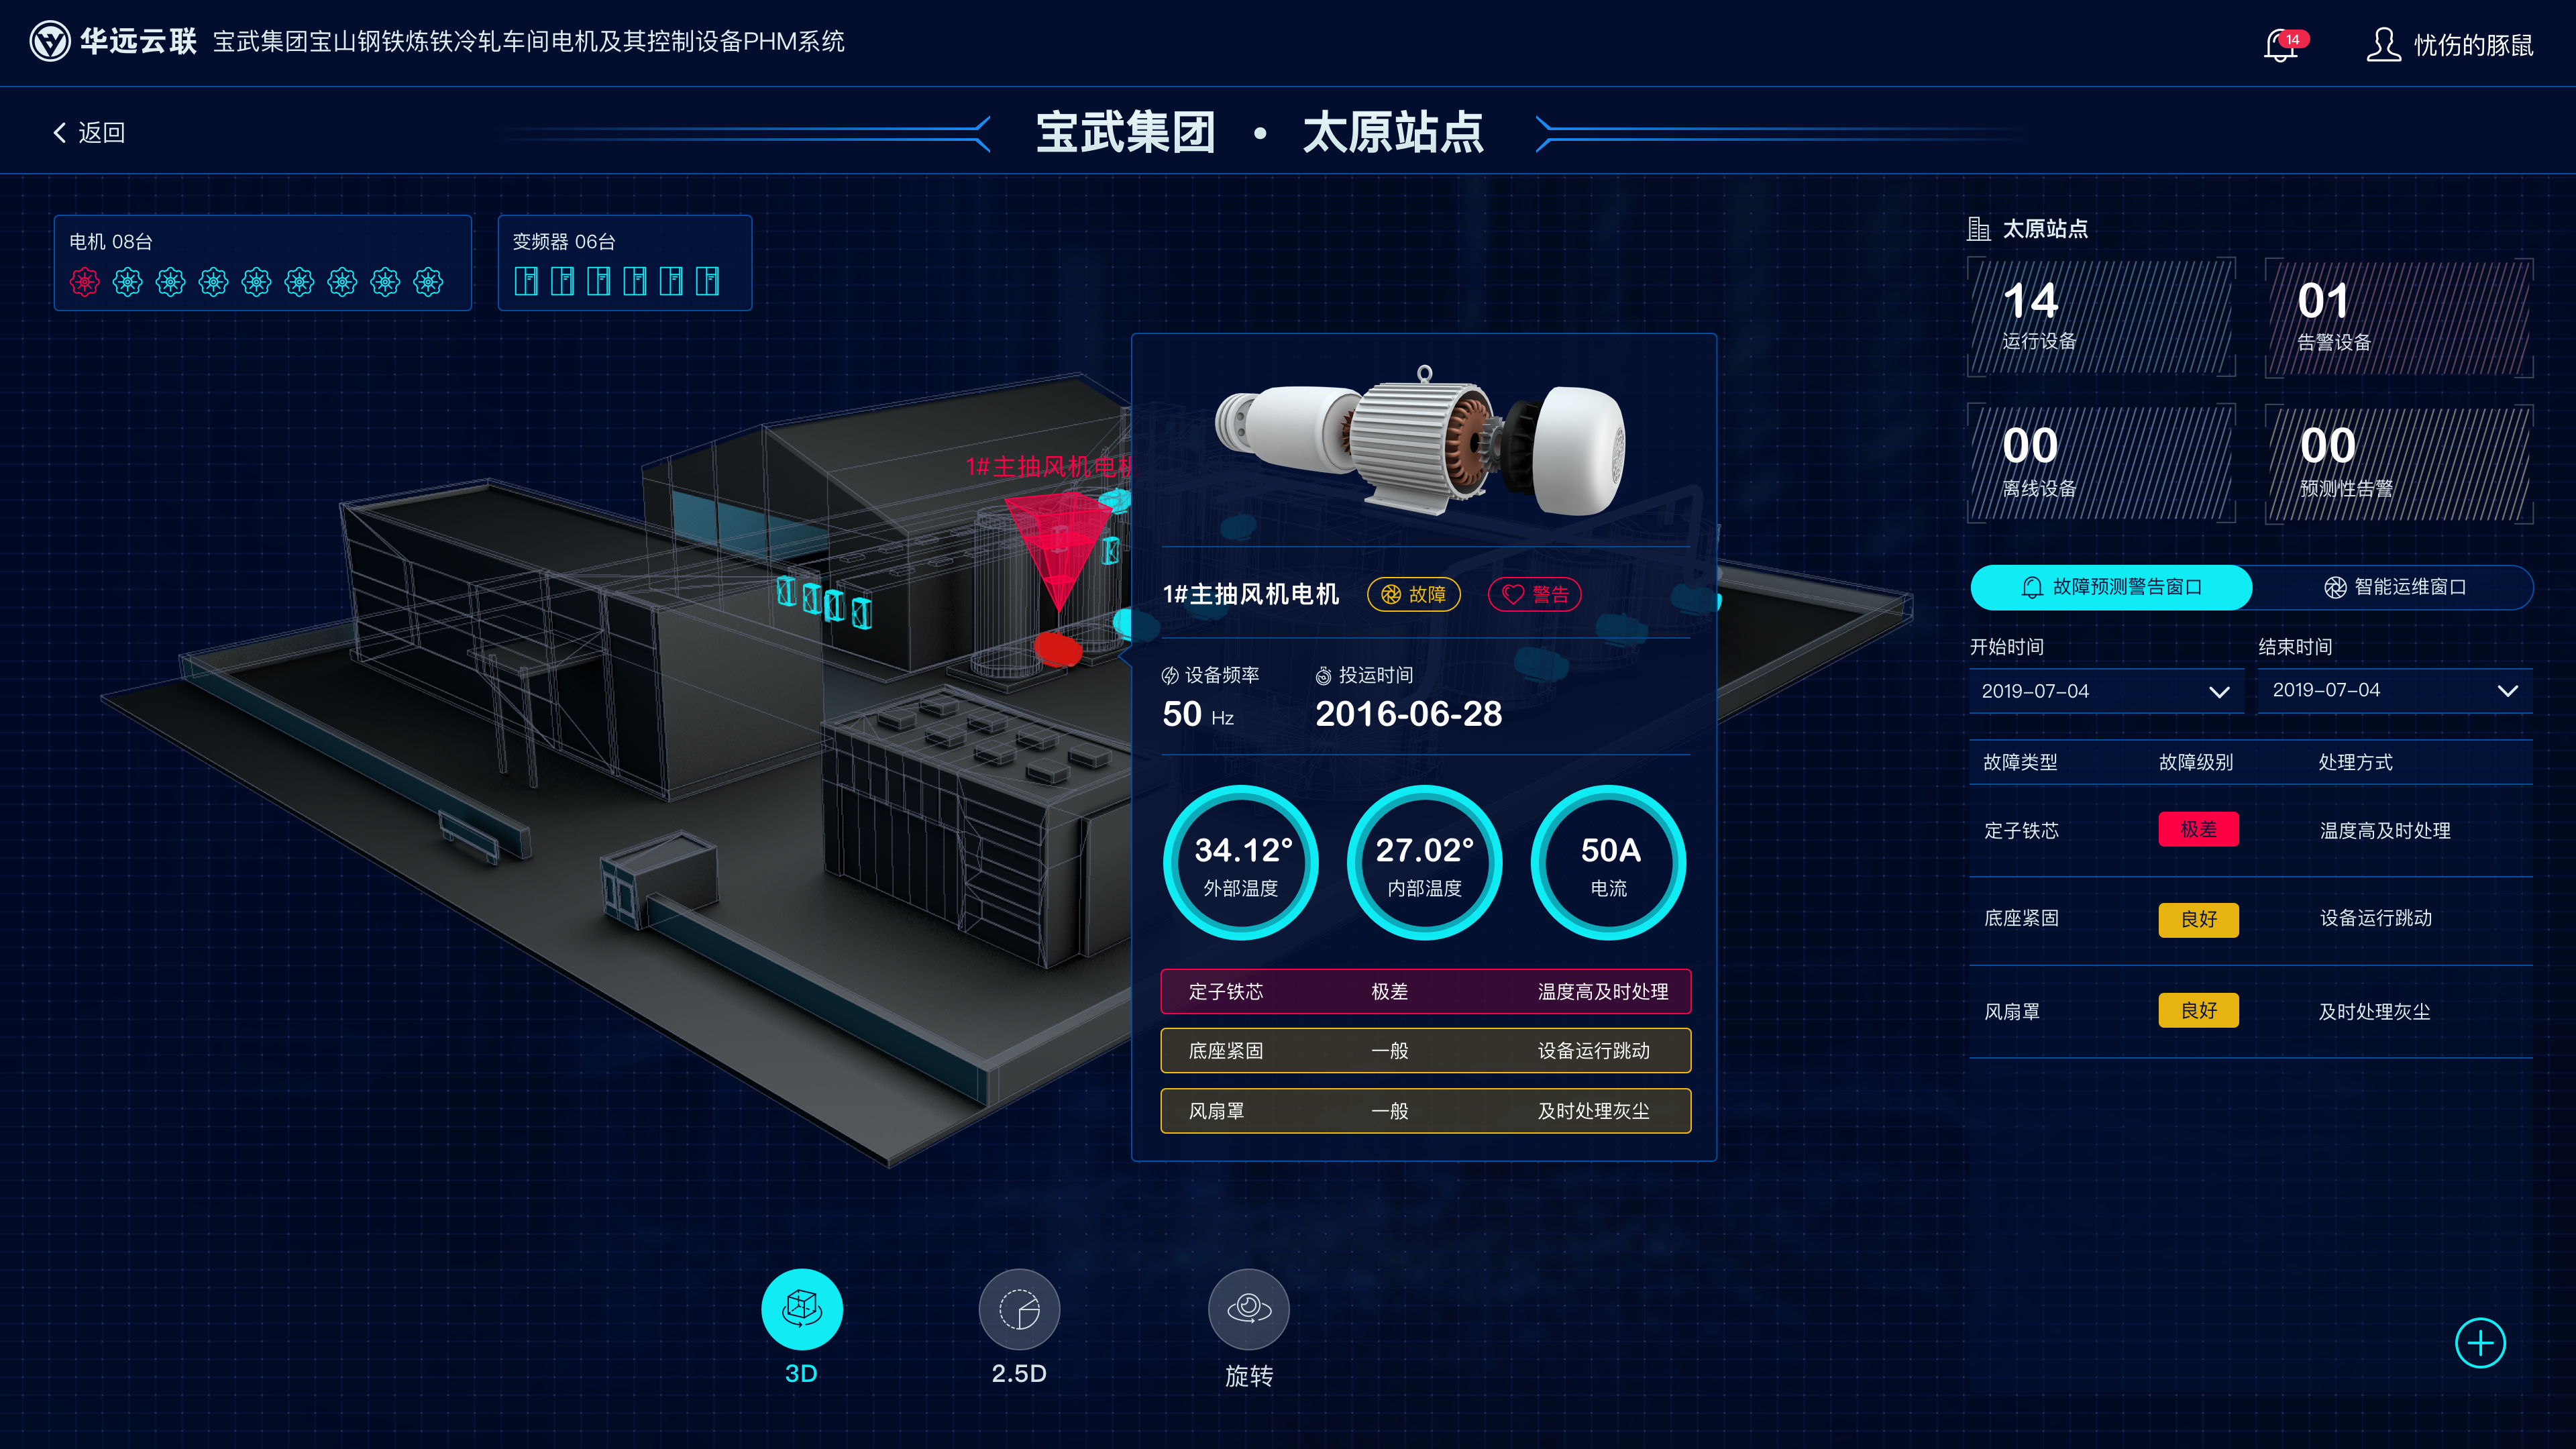 华远云联 宝武集团宝山钢铁炼铁冷轧车间电机及其控制设备PHM系统
14
忧伤的豚鼠
返回
宝武集团 · 太原站点
电机 08台
变频器 06台
1#主抽风机电机
1#主抽风机电机
故障
警告
设备频率
50 Hz
投运时间
2016-06-28
34.12°
外部温度
27.02°
内部温度
50A
电流
定子铁芯 极差 温度高及时处理
底座紧固 一般 设备运行跳动
风扇罩 一般 及时处理灰尘
3D
2.5D
旋转
太原站点
14
运行设备
01
告警设备
00
离线设备
00
预测性告警
故障预测警告窗口
智能运维窗口
开始时间
结束时间
2019-07-04
2019-07-04
故障类型 故障级别 处理方式
定子铁芯 极差 温度高及时处理
底座紧固 良好 设备运行跳动
风扇罩 良好 及时处理灰尘